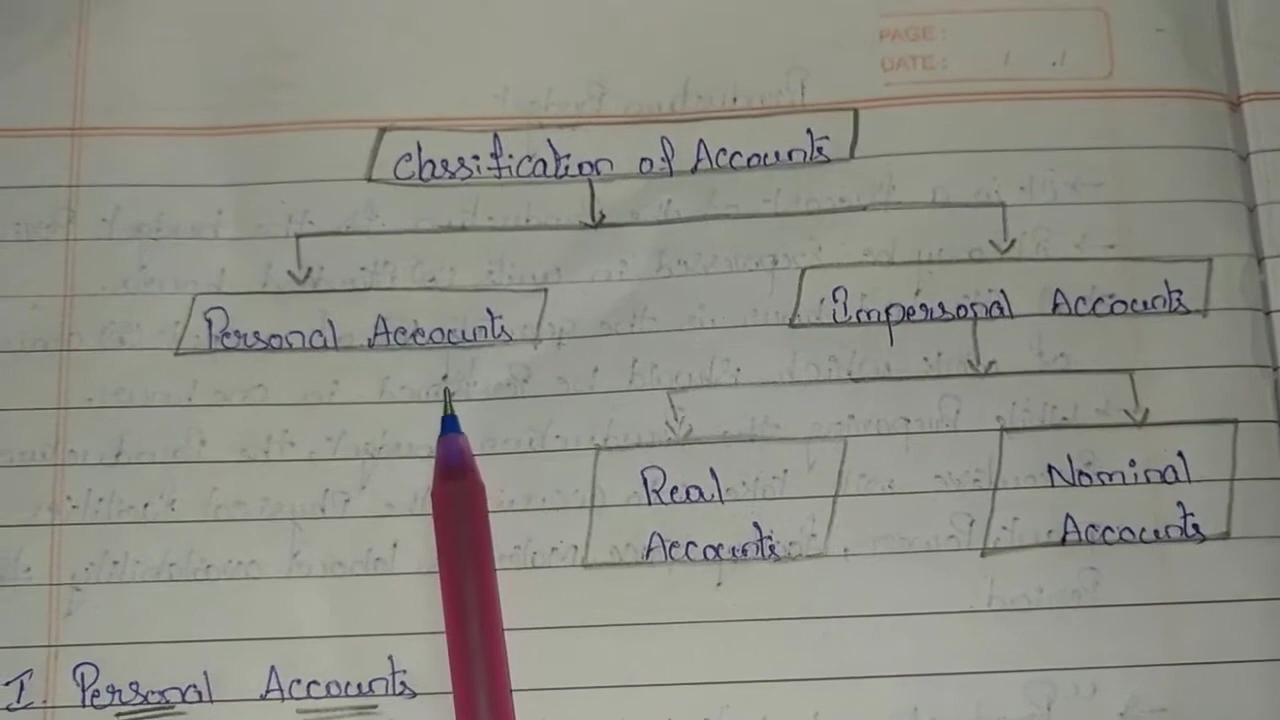 PAGE:
DATE: / /
Classification of Accounts
Personal Accounts
Impersonal Accounts
Real
Accounts
Nominal
Accounts
I. Personal Accounts